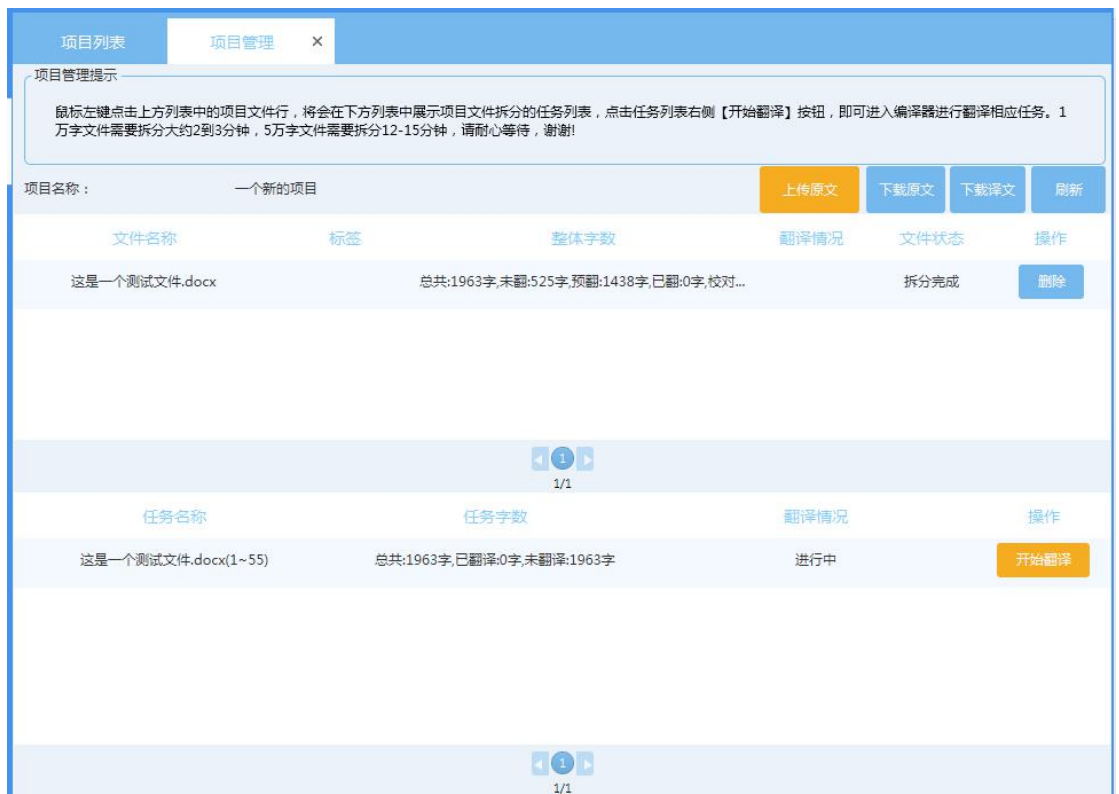 项目列表 项目管理 ×
项目管理提示
鼠标左键点击上方列表中的项目文件行，将会在下方列表中展示项目文件拆分的任务列表，点击任务列表右侧【开始翻译】按钮，即可进入编译器进行翻译相应任务。1
万字文件需要拆分大约2到3分钟，5万字文件需要拆分12-15分钟，请耐心等待，谢谢!
项目名称： 一个新的项目 上传原文 下载原文 下载译文 刷新
文件名称 标签 整体字数 翻译情况 文件状态 操作
这是一个测试文件.docx 总共:1963字,未翻:525字,预翻:1438字,已翻:0字,校对... 拆分完成 删除
1
1/1
任务名称 任务字数 翻译情况 操作
这是一个测试文件.docx(1~55) 总共:1963字,已翻译:0字,未翻译:1963字 进行中 开始翻译
1
1/1